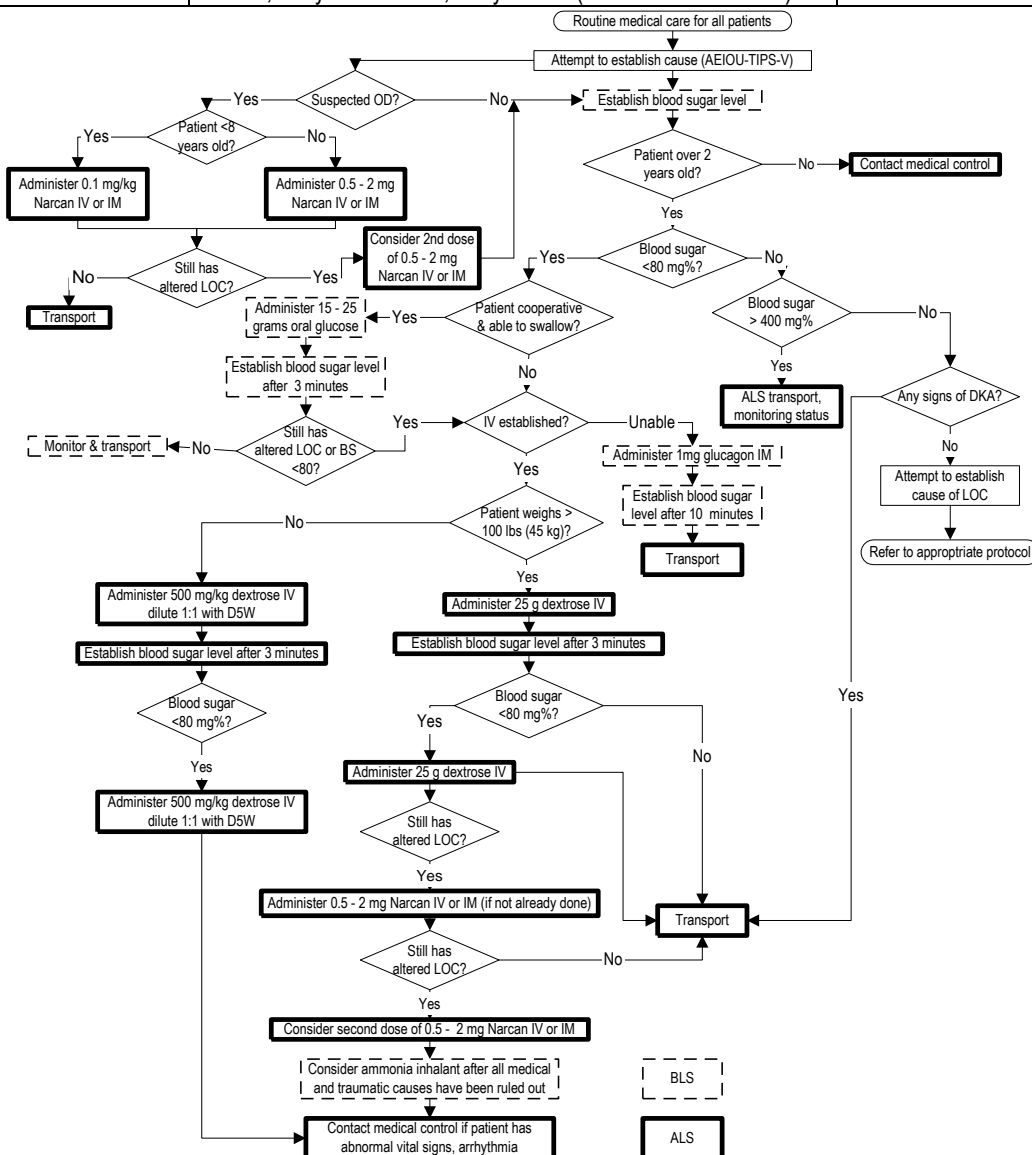 Routine medical care for all patients
Attempt to establish cause (AEIOU-TIPS-V)
Suspected OD?
Yes
No
Establish blood sugar level
Patient <8
years old?
Yes
No
Patient over 2
years old?
No
Contact medical control
Administer 0.1 mg/kg
Narcan IV or IM
Administer 0.5 - 2 mg
Narcan IV or IM
Yes
Consider 2nd dose
of 0.5 - 2 mg
Narcan IV or IM
Blood sugar
<80 mg%?
Yes
No
Still has
altered LOC?
No
Yes
Transport
Administer 15 - 25
grams oral glucose
Yes
Patient cooperative
& able to swallow?
Blood sugar
> 400 mg%
No
Establish blood sugar level
after 3 minutes
No
Yes
ALS transport,
monitoring status
Any signs of DKA?
Monitor & transport
No
Still has
altered LOC or BS
<80?
Yes
IV established?
Unable
Administer 1mg glucagon IM
No
Yes
Establish blood sugar
level after 10 minutes
Attempt to establish
cause of LOC
No
Patient weighs >
100 lbs (45 kg)?
Transport
Refer to approptriate protocol
Yes
Administer 500 mg/kg dextrose IV
dilute 1:1 with D5W
Administer 25 g dextrose IV
Establish blood sugar level after 3 minutes
Establish blood sugar level after 3 minutes
Blood sugar
<80 mg%?
Blood sugar
<80 mg%?
Yes
Yes
No
Yes
Administer 25 g dextrose IV
Administer 500 mg/kg dextrose IV
dilute 1:1 with D5W
Still has
altered LOC?
Yes
Administer 0.5 - 2 mg Narcan IV or IM (if not already done)
Transport
Still has
altered LOC?
No
Yes
Consider second dose of 0.5 - 2 mg Narcan IV or IM
Consider ammonia inhalant after all medical
and traumatic causes have been ruled out
BLS
Contact medical control if patient has
abnormal vital signs, arrhythmia
ALS